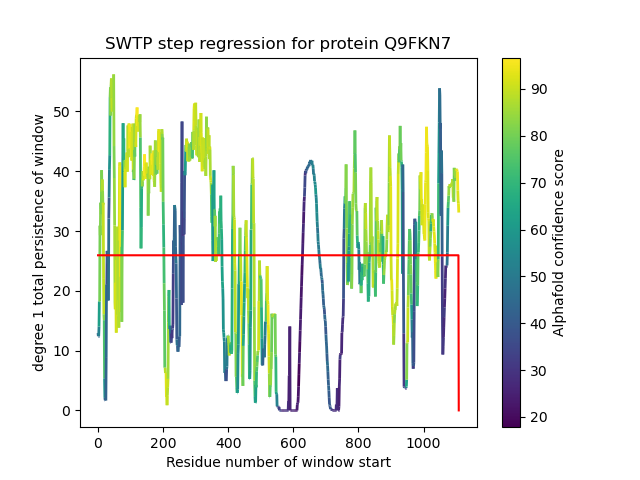 SWTP step regression for protein Q9FKN7
degree 1 total persistence of window
50
40
30
20
10
0
0 200 400 600 800 1000
Residue number of window start
90
80
70
60
50
40
30
20
Alphafold confidence score